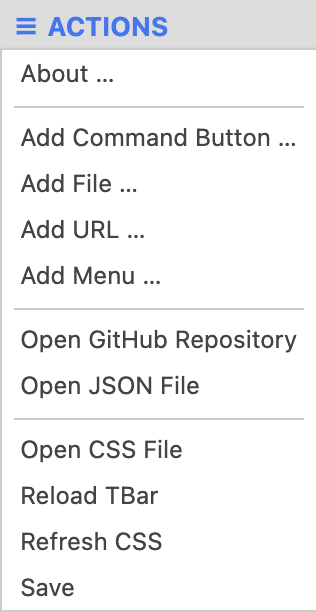 ≡ ACTIONS
About ...
Add Command Button ...
Add File ...
Add URL ...
Add Menu ...
Open GitHub Repository
Open JSON File
Open CSS File
Reload TBar
Refresh CSS
Save